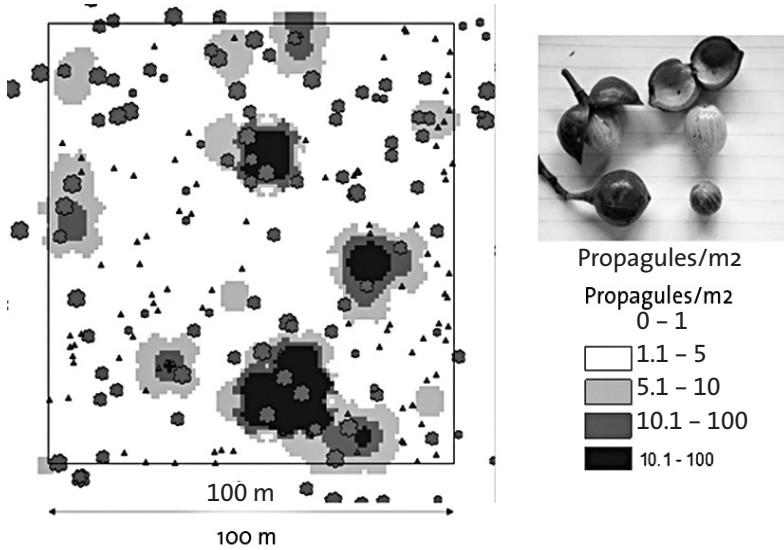 Propagules/m2
Propagules/m2
0 – 1
1.1 – 5
5.1 – 10
10.1 – 100
10.1 - 100
100 m
100 m